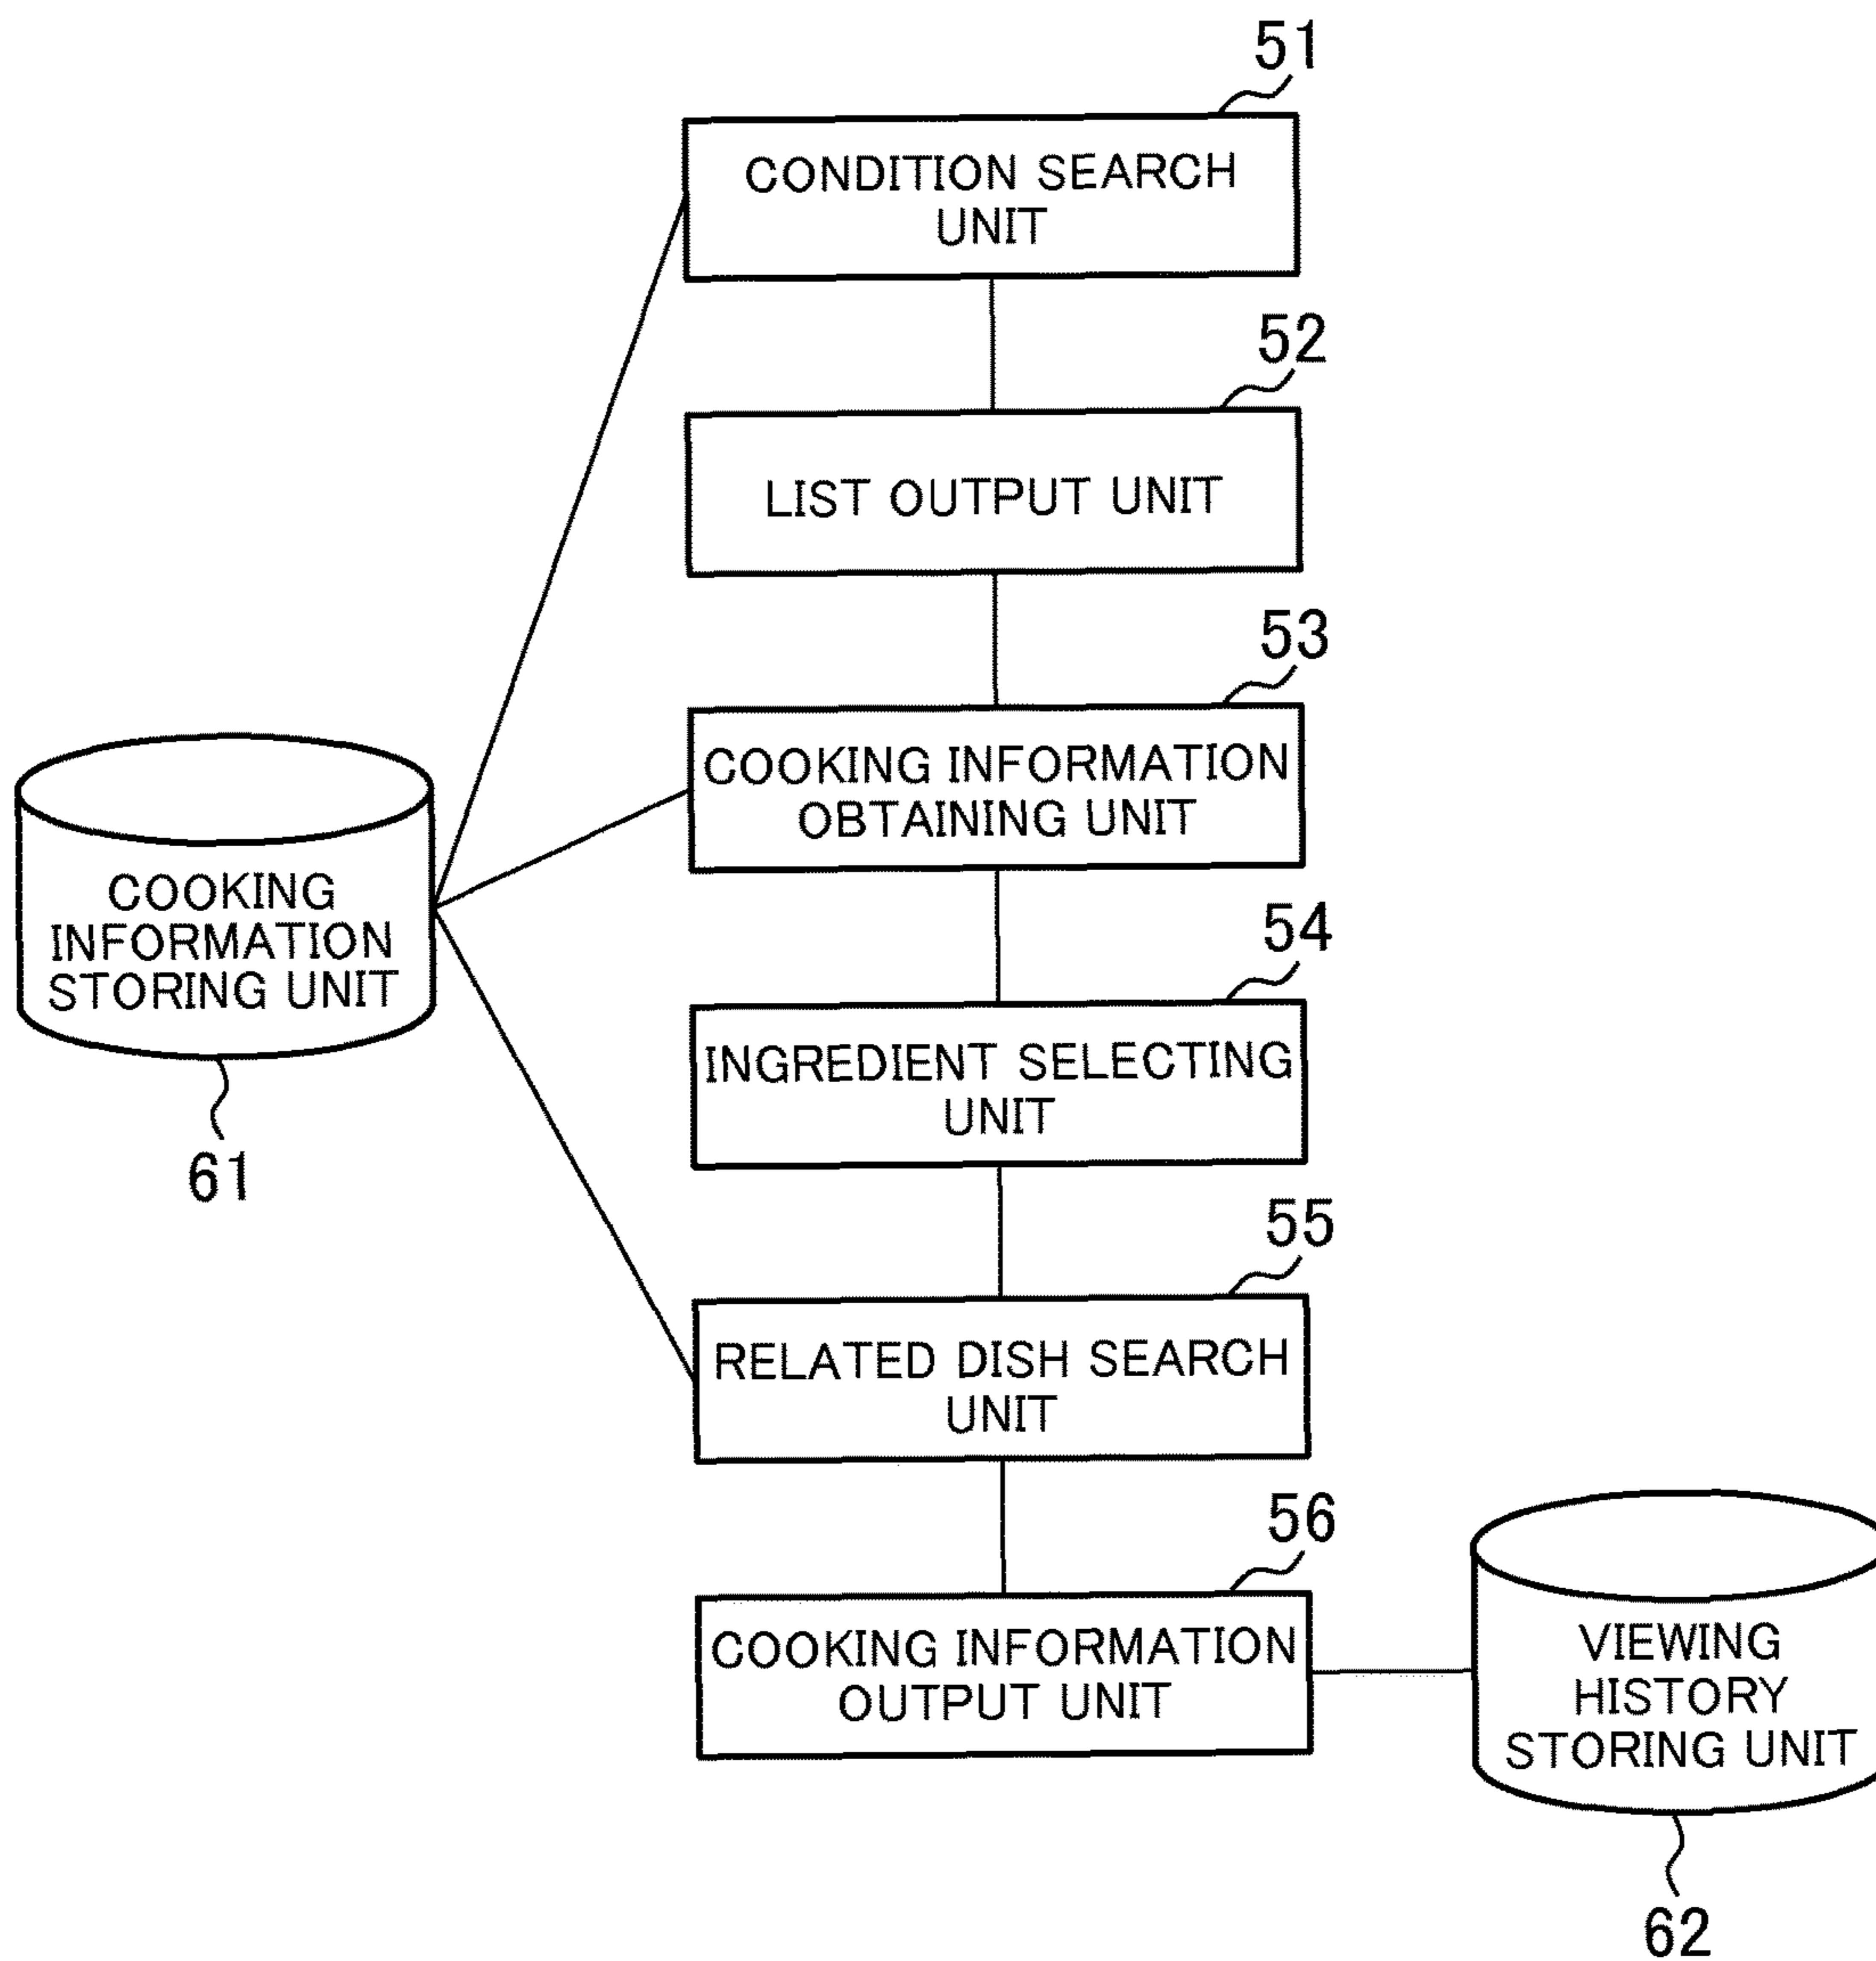 51
CONDITION SEARCH
UNIT
52
LIST OUTPUT UNIT
53
COOKING INFORMATION
OBTAINING UNIT
COOKING
INFORMATION
STORING UNIT
61
54
INGREDIENT SELECTING
UNIT
55
RELATED DISH SEARCH
UNIT
56
COOKING INFORMATION
OUTPUT UNIT
VIEWING
HISTORY
STORING UNIT
62